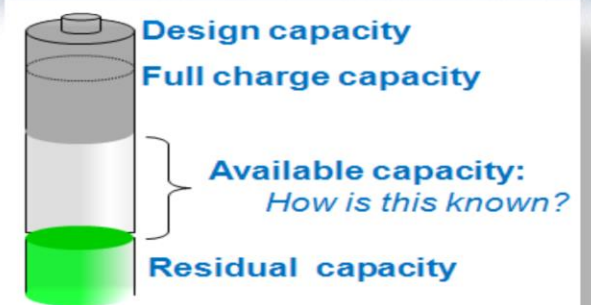 Design capacity
Full charge capacity
Available capacity:
How is this known?
Residual capacity